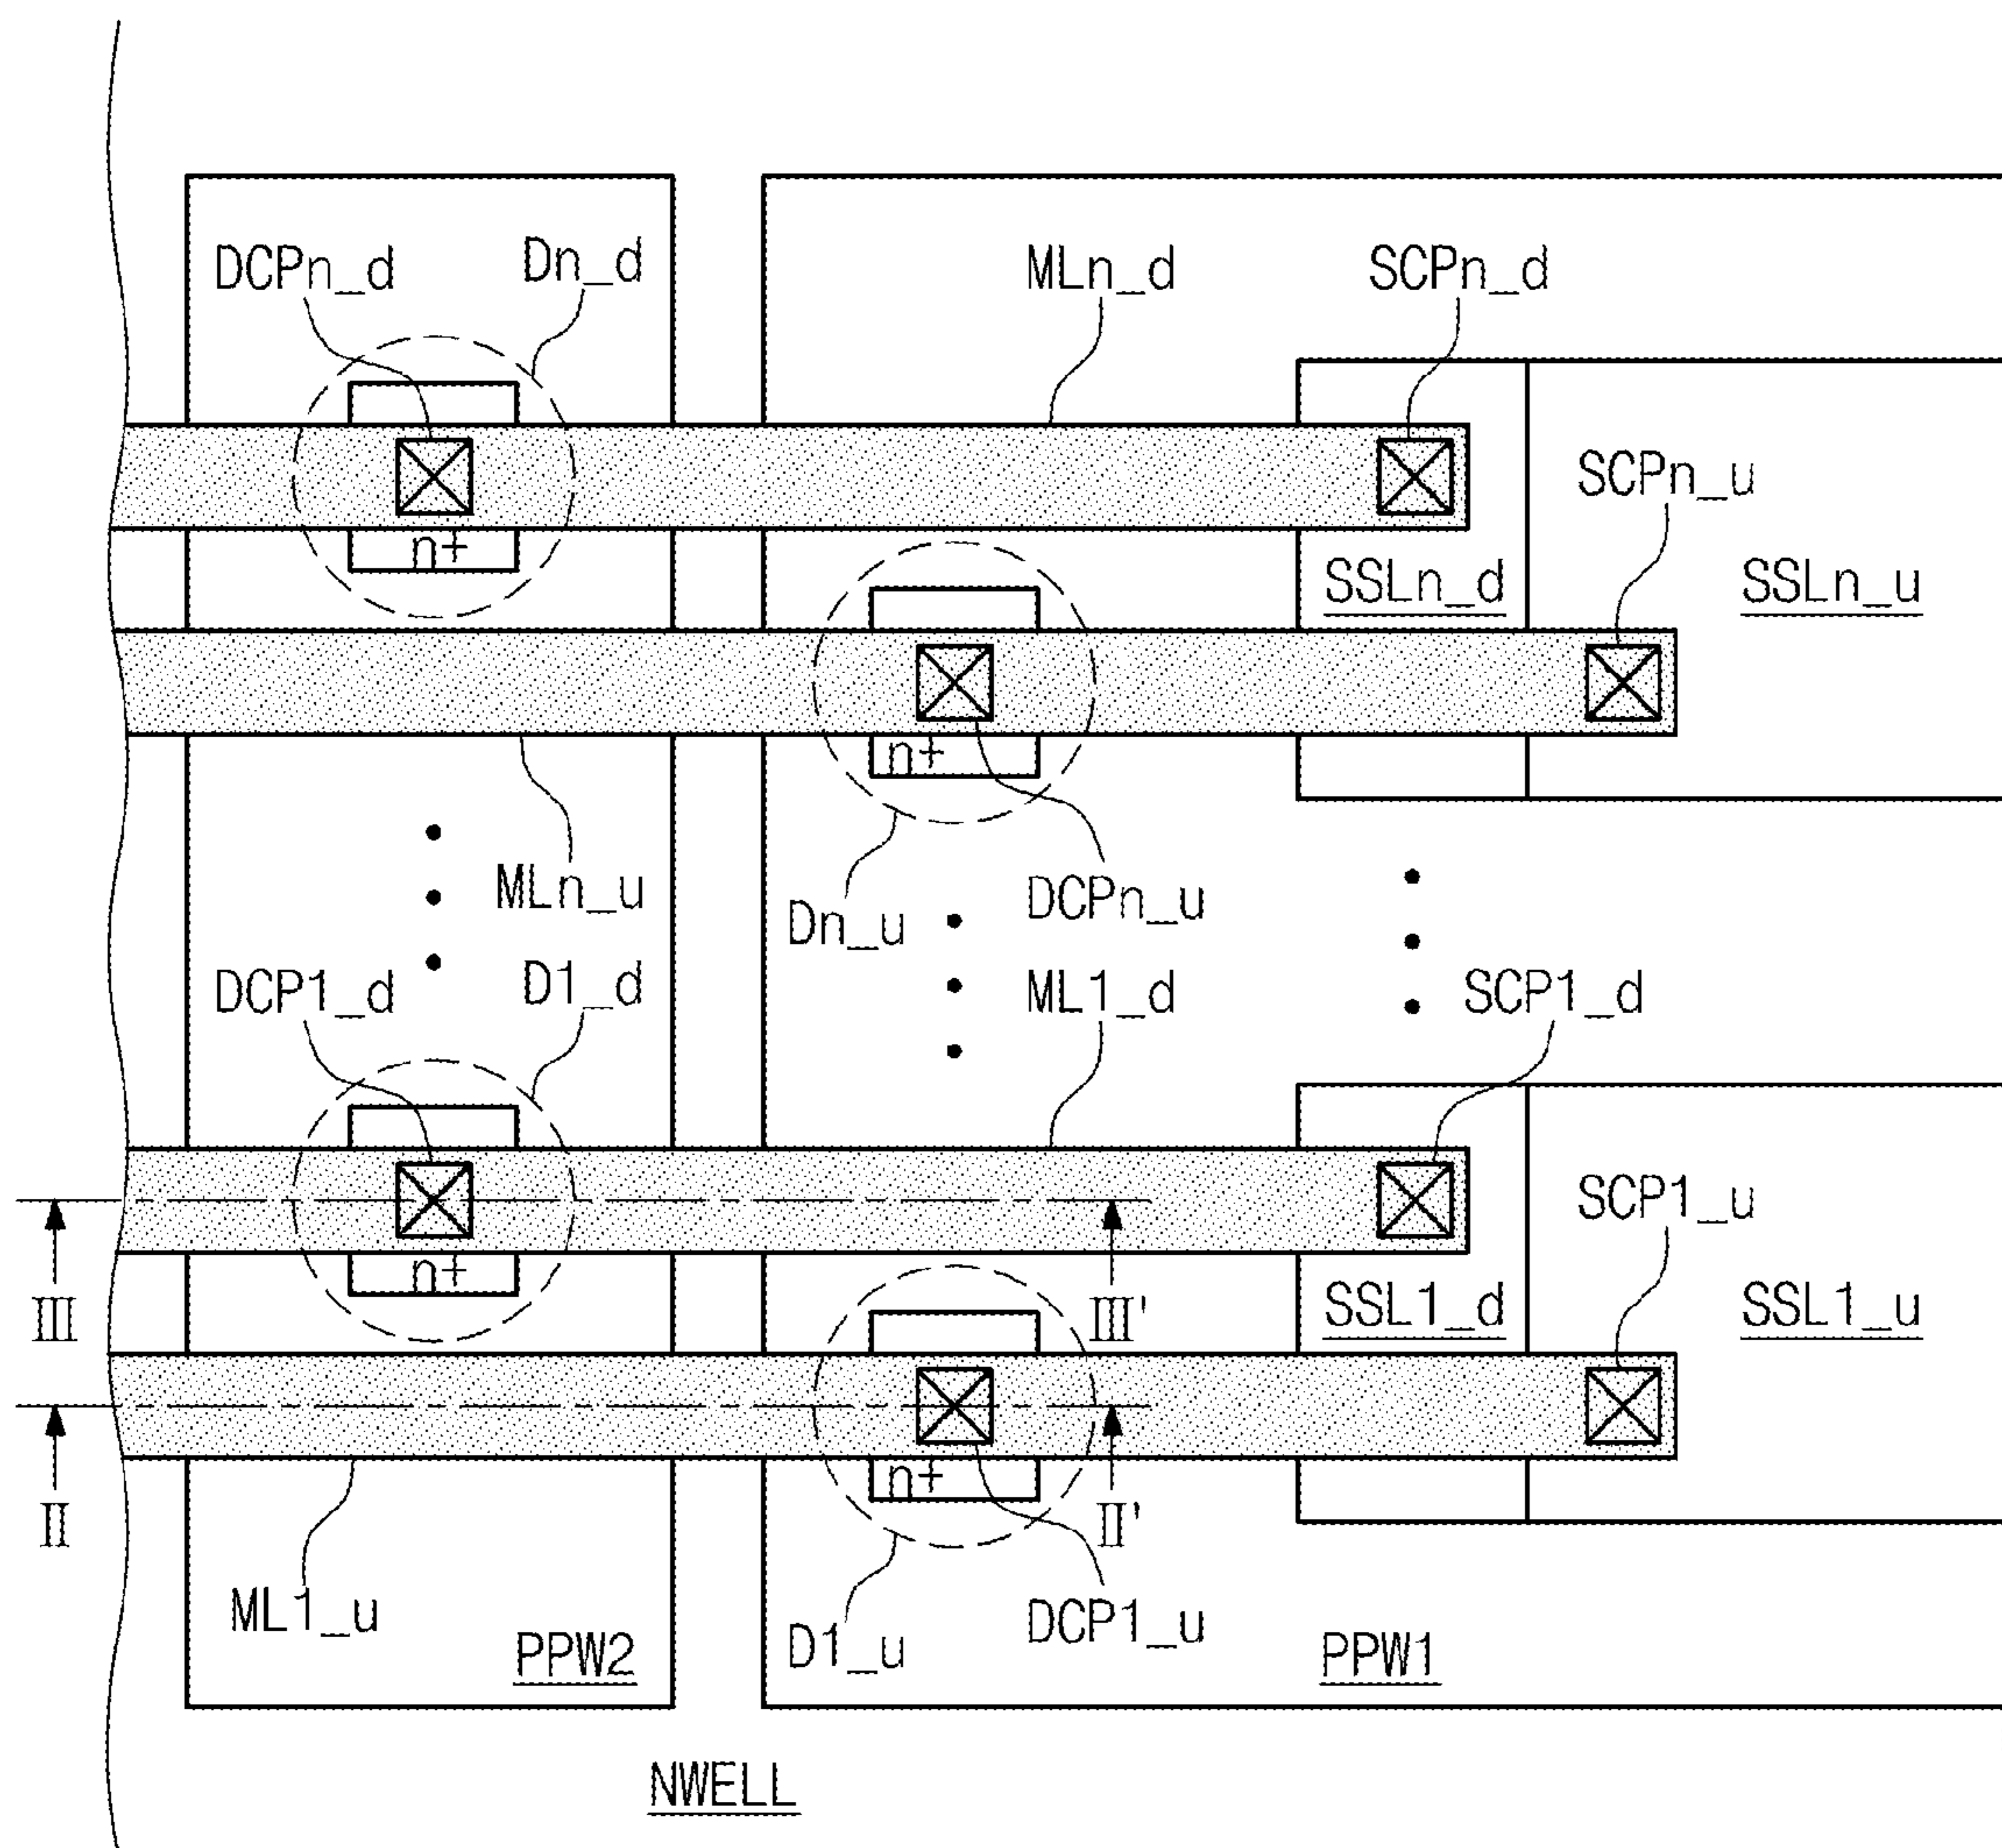 DCPn_d Dn_d MLn_d SCPn_d
SCPn_u
n+ SSLn_d SSLn_u
n+
MLn_u Dn_u DCPn_u
DCP1_d D1_d ML1_d SCP1_d
SCP1_u
n+ SSL1_d SSL1_u
III III'
n+
II II'
ML1_u D1_u DCP1_u
PPW2 PPW1
NWELL